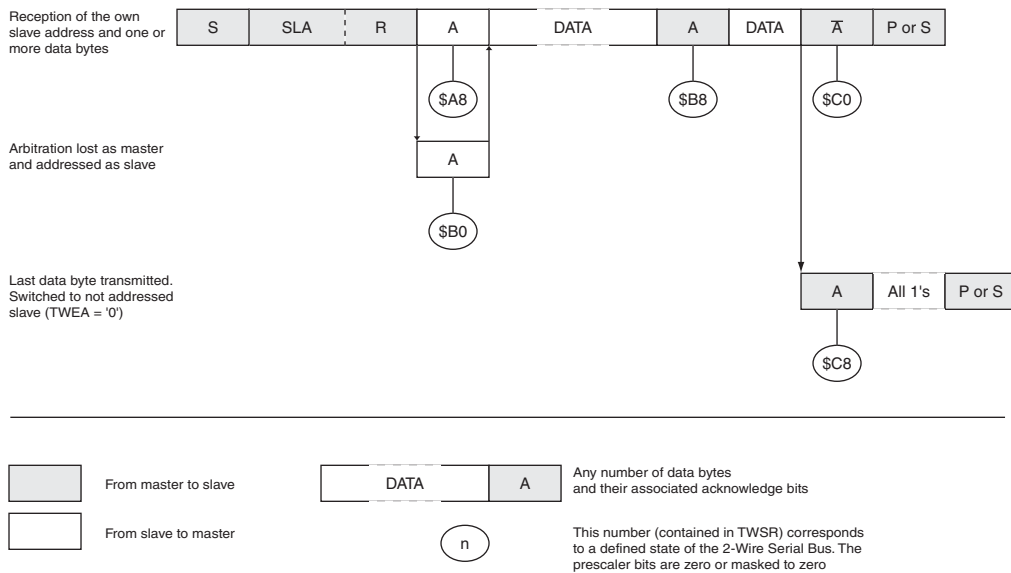 Reception of the own
slave address and one or
more data bytes
S SLA R A DATA A DATA A̅ P or S
$A8 $B8 $C0
Arbitration lost as master
and addressed as slave
A
$B0
Last data byte transmitted.
Switched to not addressed
slave (TWEA = '0')
A All 1's P or S
$C8
From master to slave
DATA A
Any number of data bytes
and their associated acknowledge bits
From slave to master
n
This number (contained in TWSR) corresponds
to a defined state of the 2-Wire Serial Bus. The
prescaler bits are zero or masked to zero